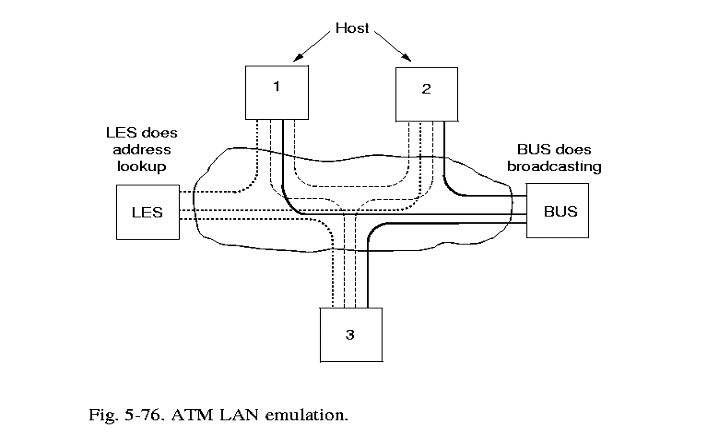 Host
1
2
LES does
address
lookup
BUS does
broadcasting
LES
BUS
3
Fig. 5-76. ATM LAN emulation.